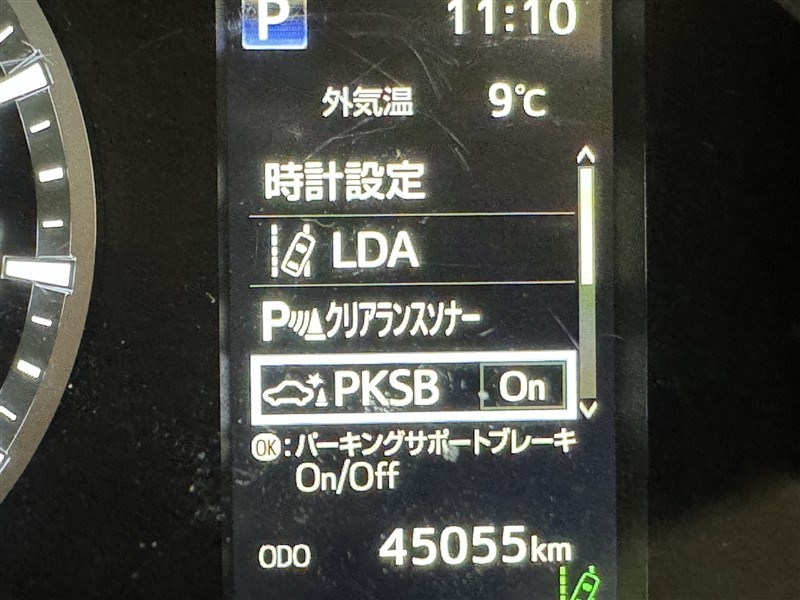 P 11:10
外気温 9℃
時計設定
LDA
Pクリアランスソナー
PKSB On
OK:パーキングサポートブレーキ
On/Off
ODO 45055km